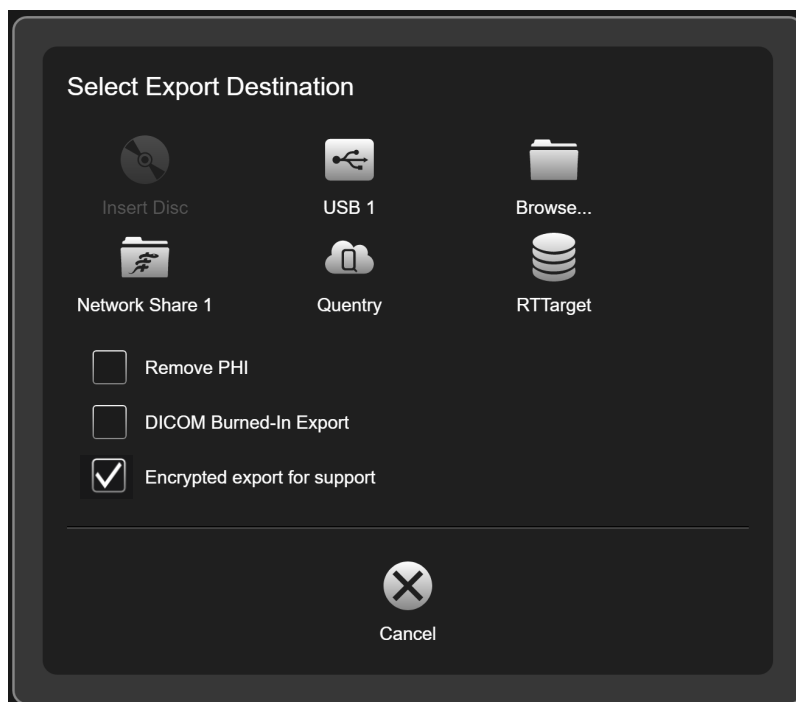 Select Export Destination
Insert Disc
USB 1
Browse...
Network Share 1
Quentry
RTTarget
Remove PHI
DICOM Burned-In Export
Encrypted export for support
Cancel